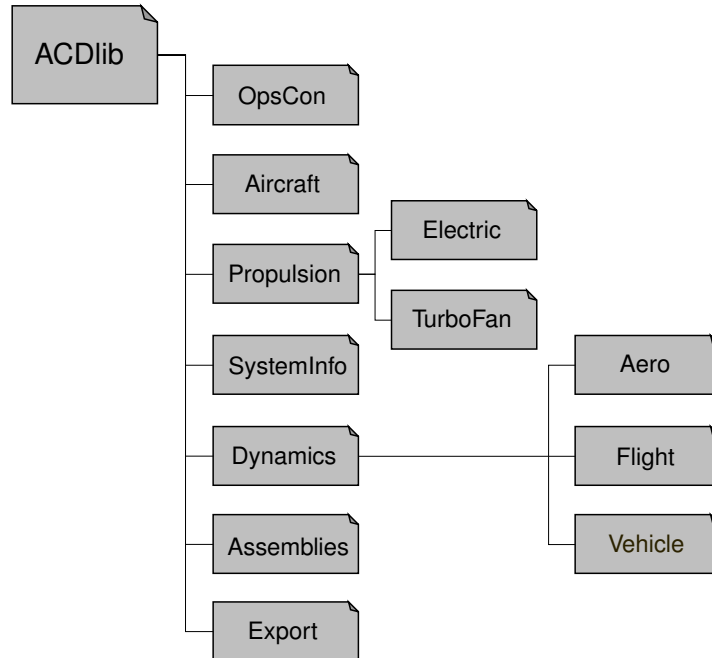 ACDlib
OpsCon
Aircraft
Electric
Propulsion
TurboFan
SystemInfo
Aero
Dynamics
Flight
Assemblies
Vehicle
Export